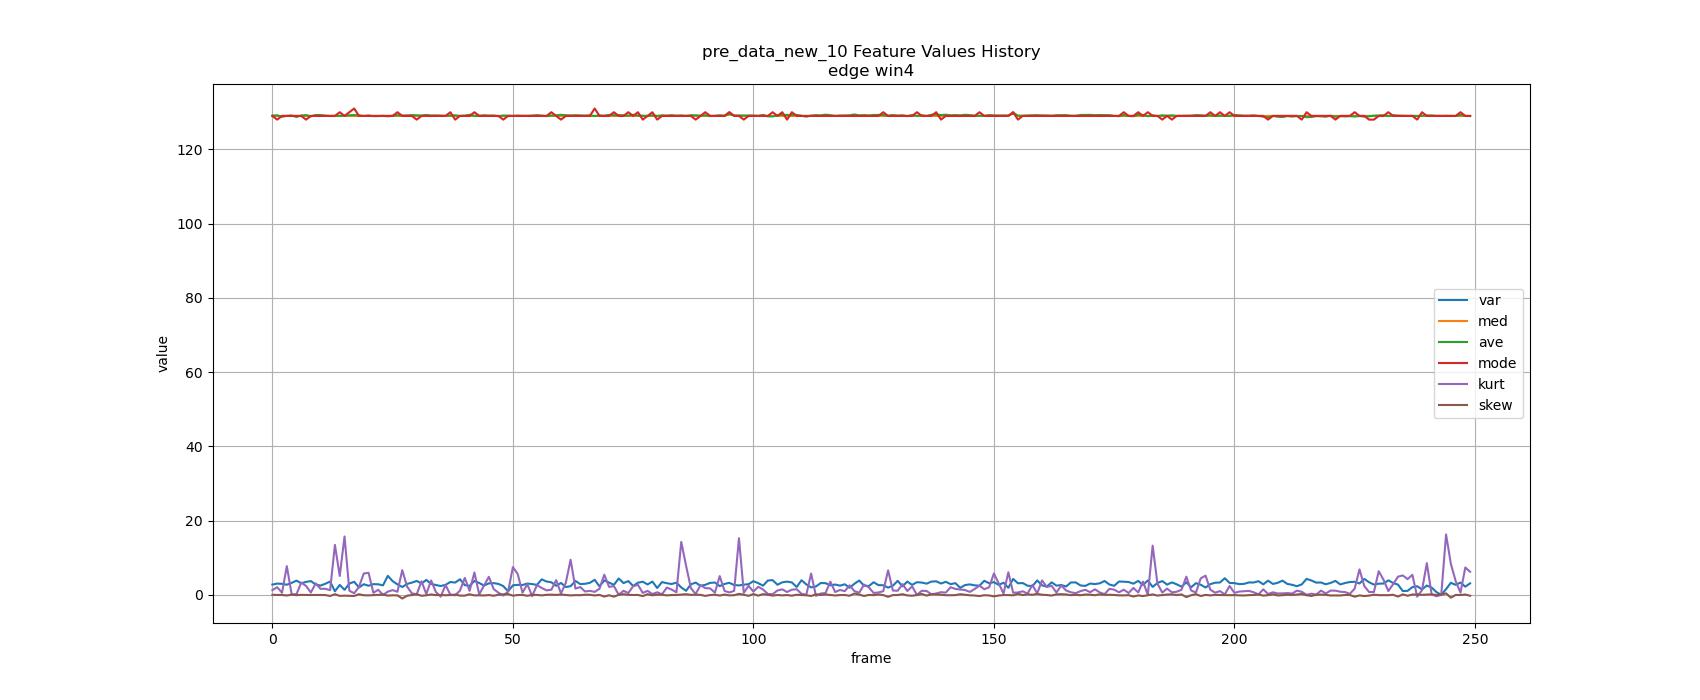 pre_data_new_10 Feature Values History
edge win4
value
120
100
80
60
40
20
0
0
50
100
150
200
250
frame
var
med
ave
mode
kurt
skew